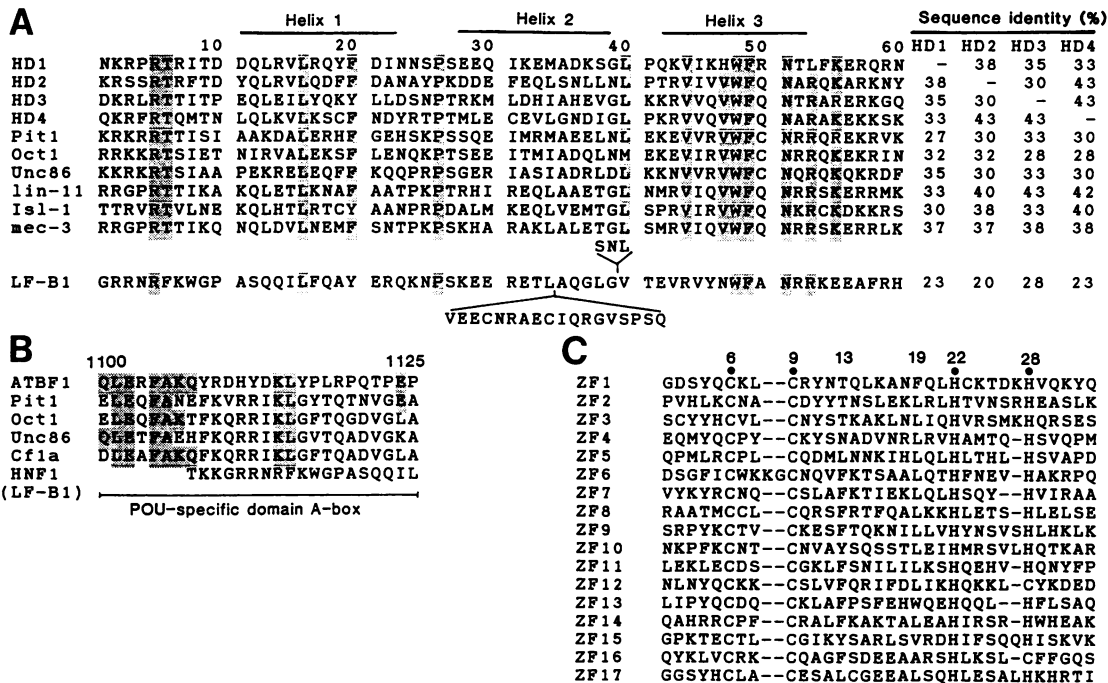 A
Helix 1 Helix 2 Helix 3 Sequence identity (%)
10 20 30 40 50 60 HD1 HD2 HD3 HD4
HD1 NKRPRTRITD DQLRVLRQYF DINNSPSEEQ IKEMADKSGL PQKVIKHWFR NTLFKERQRN - 38 35 33
HD2 KRSSRTRFTD YQLRVLQDFF DANAYPKDDE FEQLSNLLNL PTRVIVVWFQ NARQKARKNY 38 - 30 43
HD3 DKRLRTTITP EQLEILYQKY LLDSNPTRKM LDHIAHEVGL KKRVVQVWFQ NTRARERKGQ 35 30 - 43
HD4 QKRFRTQMTN LQLKVLKSCF NDYRTPTMLE CEVLGNDIGL PKRVVQVWFQ NARAKEKKSK 33 43 43 -
Pit1 KRKRRTTISI AAKDALERHF GEHSKPSSQE IMRMAEELNL EKEVVRVWFC NRRQREKRVK 27 30 33 30
Oct1 RRKKRTSIET NIRVALEKSF LENQKPTSEE ITMIADQLNM EKEVIRVWFC NRRQKEKRIN 32 32 28 28
Unc86 KKRKRTSIAA PEKRELEQFF KQQPRPSGER IASIADRLDL KKNVVRVWFC NQRQKQKRDF 35 30 33 30
lin-11 RRGPRTTIKA KQLETLKNAF AATPKPTRHI REQLAAETGL NMRVIQVWFQ NRRSKERRMK 33 40 43 42
Isl-1 TTRVRTVLNE KQLHTLRTCY AANPRPDALM KEQLVEMTGL SPRVIRVWFQ NKRCKDKKRS 30 38 33 40
mec-3 RRGPRTTIKQ NQLDVLNEMF SNTPKPSKHA RAKLALETGL SMRVIQVWFQ NRRSKERRLK 37 37 38 38
SNL
LF-B1 GRRNRFKWGP ASQQILFQAY ERQKNPSKEE RETLAQGLGV TEVRVYNWFA NRRKEEAFRH 23 20 28 23
VEECNRAECIQRGVSPSQ
B
1100 1125
ATBF1 QLERFAKQYRDHYDKLYPLRPQTPEP
Pit1 ELEQFANEFKVRRIKLGYTQTNVGEA
Oct1 ELEQFAKTFKQRRIKLGFTQGDVGLA
Unc86 QLETFAEHFKQRRIKLGVTQADVGKA
Cf1a DLKAFAKQFKQRRIKLGFTQADVGLA
HNF1 TKKGRRNRFKWGPASQQIL
(LF-B1)
POU-specific domain A-box
C
6 9 13 19 22 28
ZF1 GDSYQCKL--CRYNTQLKANFQLHCKTDKHVQKYQ
ZF2 PVHLKCNA--CDYYTNSLEKLRLHTVNSRHEASLK
ZF3 SCYYHCVL--CNYSTKAKLNLIQHVRSMKHQRSEG
ZF4 EQMYQCPY--CKYSNADVNRLRVHAMTQ-HSVQPM
ZF5 QPMLRCPL--CQDMLNNKIHLQLHLTHL-HSVAPD
ZF6 DSGFICWKKGCNQVFKTSAALQTHFNEV-HAKRPQ
ZF7 VYKYRCNQ--CSLAFKTIEKLQLHSQY--HVIRAA
ZF8 RAATMCCL--CQRSFRTFQALKKHLETS-HLELSE
ZF9 SRPYKCTV--CKESFTQKNILLVHYNSVSHLHKLK
ZF10 NKPFKCNT--CNVAYSQSSTLEIHMRSVLHQTKAR
ZF11 LEKLECDS--CGKLFSNILILKSHQEHV-HQNYFP
ZF12 NLNYQCKK--CSLVFQRIFDLIKHQKKL-CYKDED
ZF13 LIPYQCDQ--CKLAFPSFEHWQEHQQL--HFLSAQ
ZF14 QAHRRCPF--CRALFKAKTALEAHIRSR-HWHEAK
ZF15 GPKTECTL--CGIKYSARLSVRDHIFSQQHISKVK
ZF16 QYKLVCRK--CQAGFSDEEAARSHLKSL-CFFGQS
ZF17 GGSYHCLA--CESALCGEEALSQHLESALHKHRTI